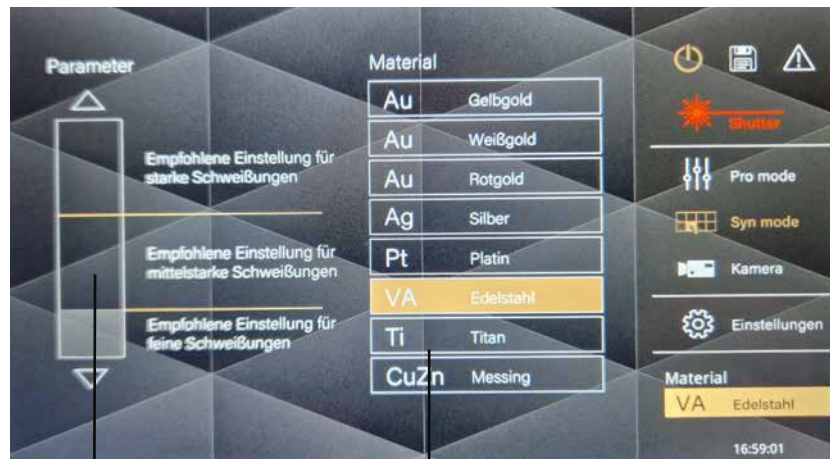 Parameter
Empfohlene Einstellung für
starke Schweißungen
Empfohlene Einstellung für
mittelstarke Schweißungen
Empfohlene Einstellung für
feine Schweißungen
Material
Au Gelbgold
Au Weißgold
Au Rotgold
Ag Silber
Pt Platin
VA Edelstahl
Ti Titan
CuZn Messing
Shutter
Pro mode
Syn mode
Kamera
Einstellungen
Material
VA Edelstahl
16:59:01